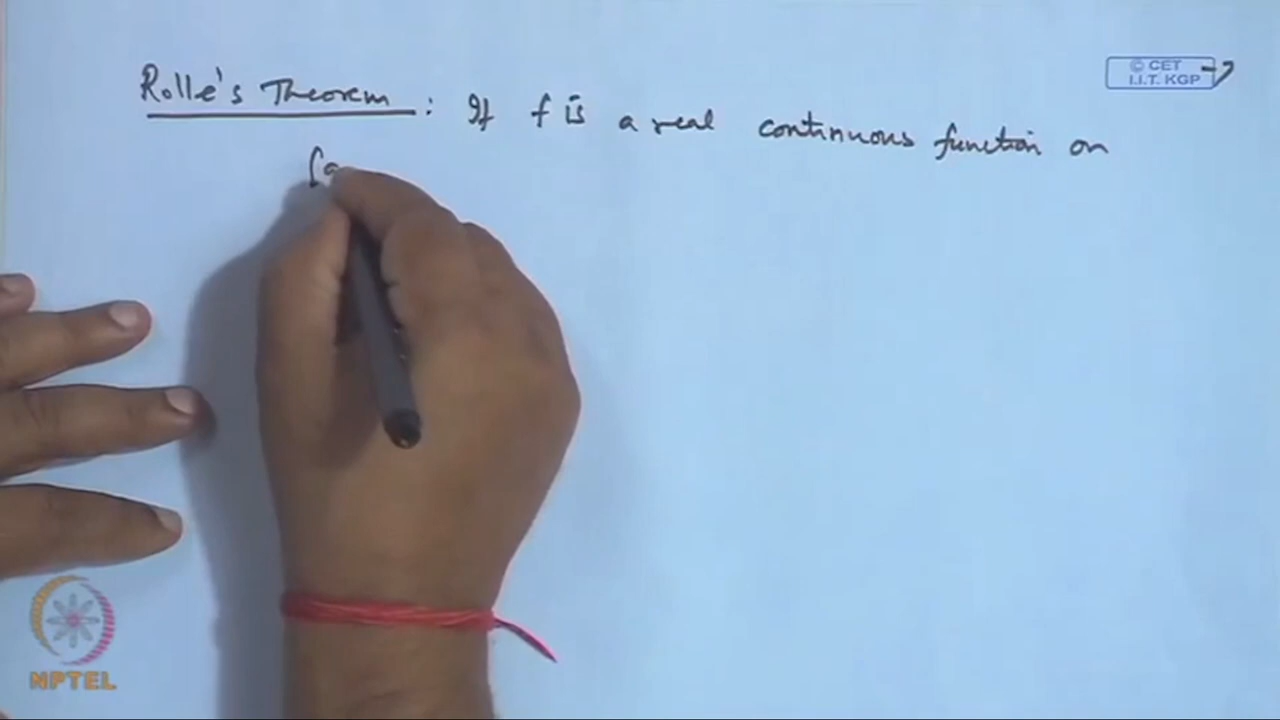 © CET
I.I.T. KGP
Rolle's Theorem : If f is a real continuous function on
[a
NPTEL